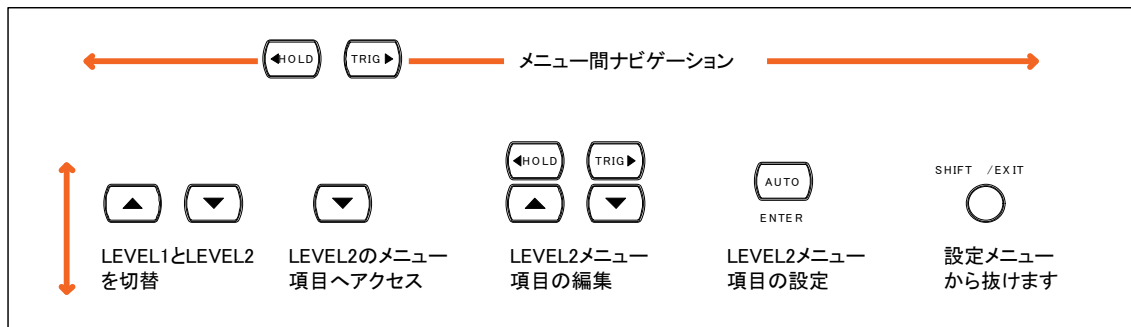 ◀HOLD TRIG▶ メニュー間ナビゲーション
◀HOLD TRIG▶
AUTO
ENTER
SHIFT /EXIT
LEVEL1とLEVEL2
を切替
LEVEL2のメニュー
項目へアクセス
LEVEL2メニュー
項目の編集
LEVEL2メニュー
項目の設定
設定メニュー
から抜けます